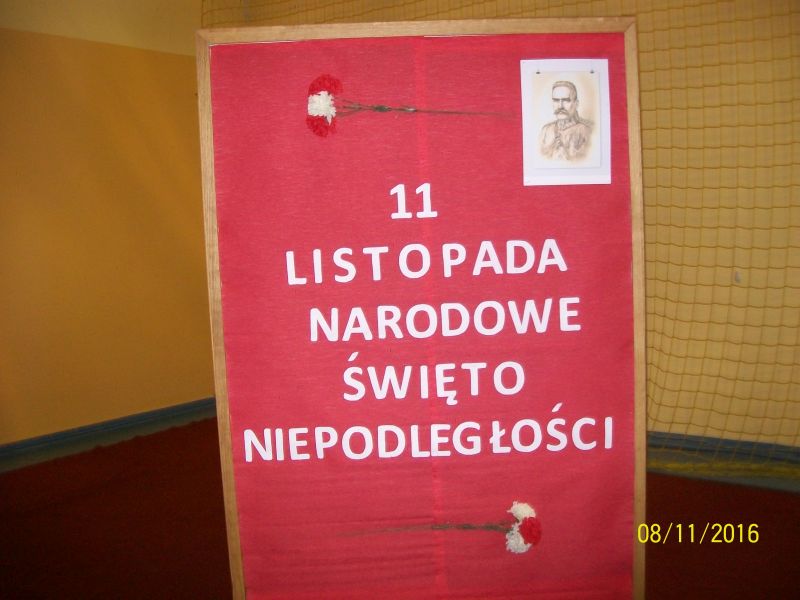 11
LISTOPADA
NARODOWE
ŚWIĘTO
NIEPODLEGŁOŚCI
08/11/2016